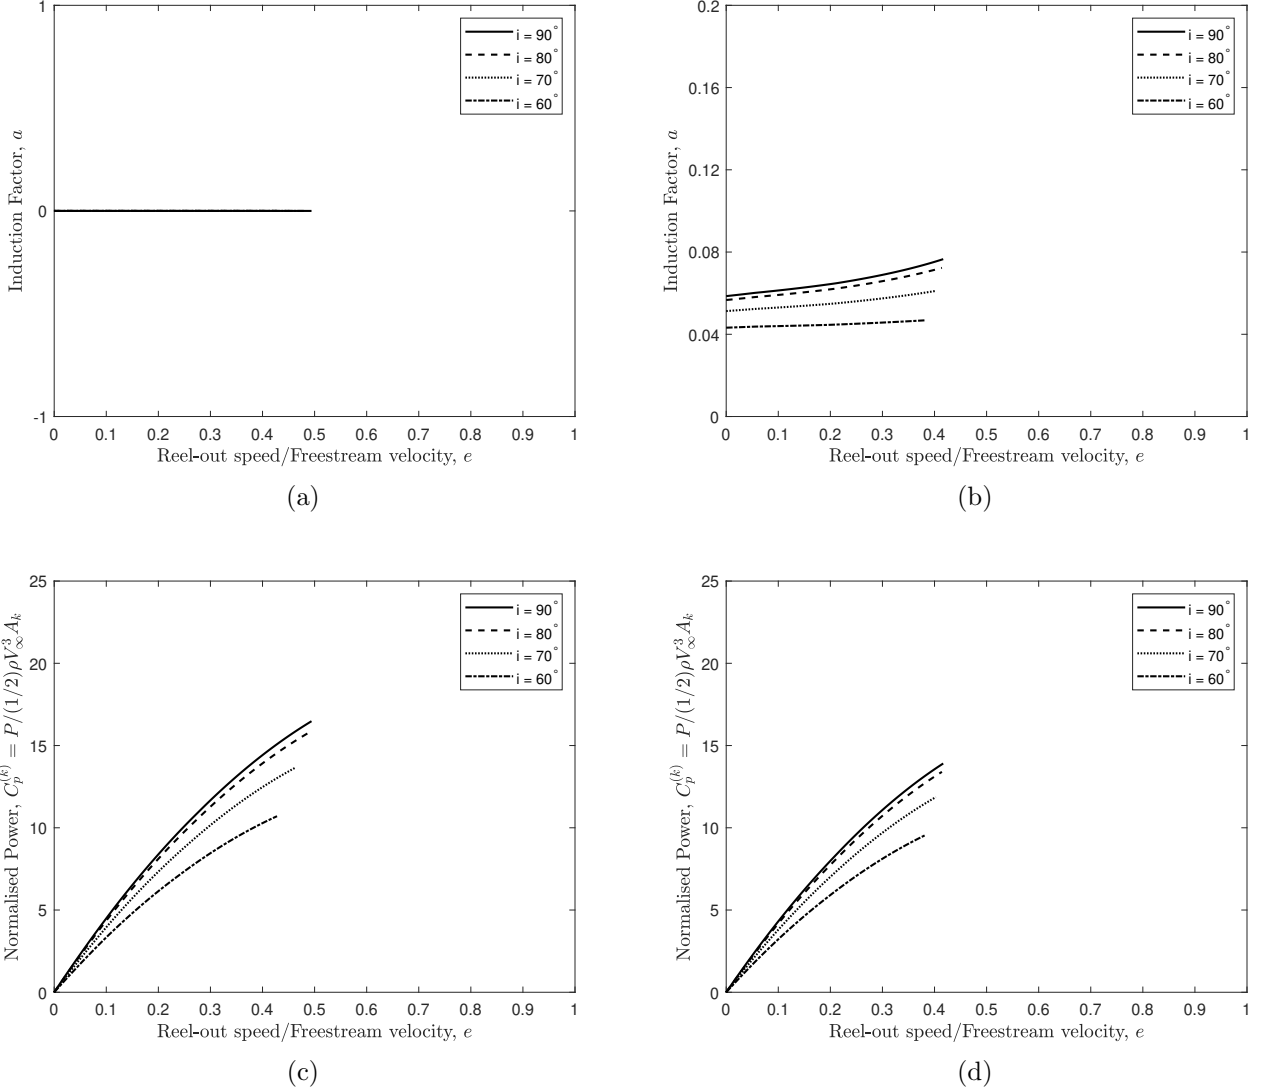 1
0
-1
Induction Factor, a
i = 90°
i = 80°
i = 70°
i = 60°
0 0.1 0.2 0.3 0.4 0.5 0.6 0.7 0.8 0.9 1
Reel-out speed/Freestream velocity, e
(a)
0.2
0.16
0.12
0.08
0.04
0
Induction Factor, a
i = 90°
i = 80°
i = 70°
i = 60°
0 0.1 0.2 0.3 0.4 0.5 0.6 0.7 0.8 0.9 1
Reel-out speed/Freestream velocity, e
(b)
25
20
15
10
5
0
Normalised Power, C_p^{(k)} = P/(1/2)ρV_∞^3 A_k
i = 90°
i = 80°
i = 70°
i = 60°
0 0.1 0.2 0.3 0.4 0.5 0.6 0.7 0.8 0.9 1
Reel-out speed/Freestream velocity, e
(c)
25
20
15
10
5
0
Normalised Power, C_p^{(k)} = P/(1/2)ρV_∞^3 A_k
i = 90°
i = 80°
i = 70°
i = 60°
0 0.1 0.2 0.3 0.4 0.5 0.6 0.7 0.8 0.9 1
Reel-out speed/Freestream velocity, e
(d)